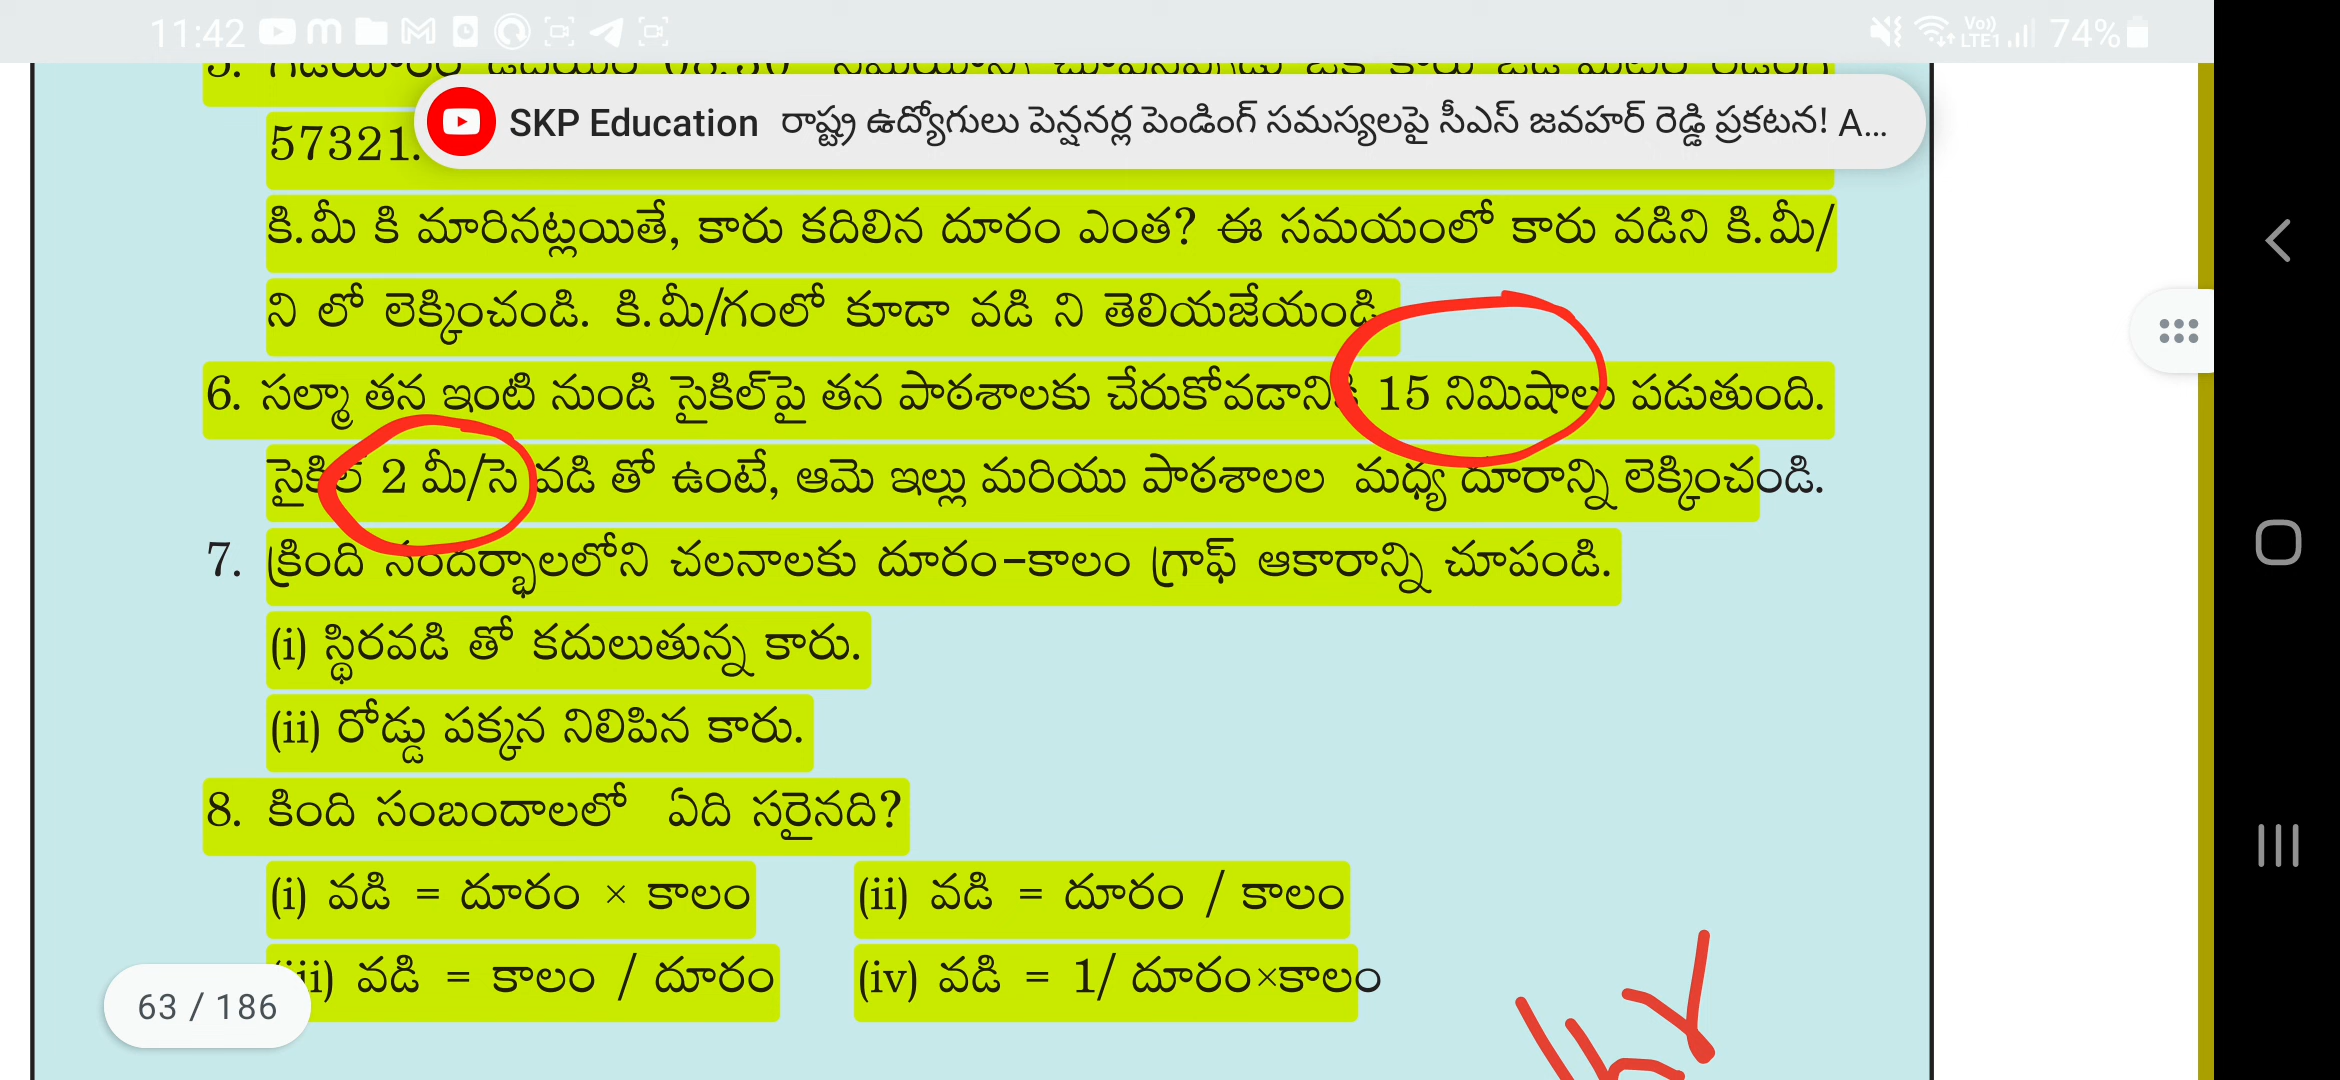 11:42
Vo)) LTE1 74%
SKP Education రాష్ట్ర ఉద్యోగులు పెన్షనర్ల పెండింగ్ సమస్యలపై సీఎస్ జవహర్ రెడ్డి ప్రకటన! A...
57321.
కి.మీ కి మారినట్లయితే, కారు కదిలిన దూరం ఎంత? ఈ సమయంలో కారు వడిని కి.మీ/
ని లో లెక్కించండి. కి.మీ/గంలో కూడా వడి ని తెలియజేయండి.
6. సల్మా తన ఇంటి నుండి సైకిల్‌పై తన పాఠశాలకు చేరుకోవడానికి 15 నిమిషాలు పడుతుంది.
సైకిల్ 2 మీ/సె వడి తో ఉంటే, ఆమె ఇల్లు మరియు పాఠశాలల మధ్య దూరాన్ని లెక్కించండి.
7. క్రింది సందర్భాలలోని చలనాలకు దూరం-కాలం గ్రాఫ్ ఆకారాన్ని చూపండి.
(i) స్థిరవడి తో కదులుతున్న కారు.
(ii) రోడ్డు పక్కన నిలిపిన కారు.
8. కింది సంబందాలలో ఏది సరైనది?
(i) వడి = దూరం × కాలం (ii) వడి = దూరం / కాలం
(iii) వడి = కాలం / దూరం (iv) వడి = 1/ దూరం×కాలం
63 / 186